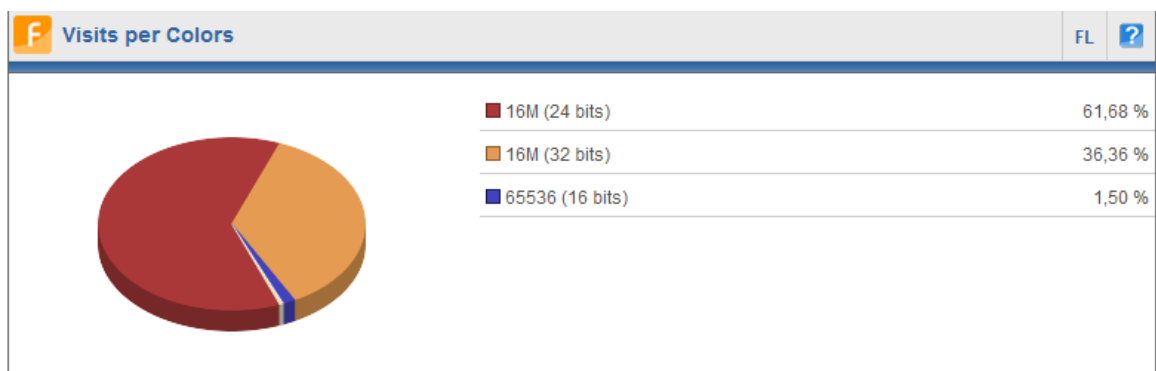 f Visits per Colors FL ?
16M (24 bits) 61,68 %
16M (32 bits) 36,36 %
65536 (16 bits) 1,50 %